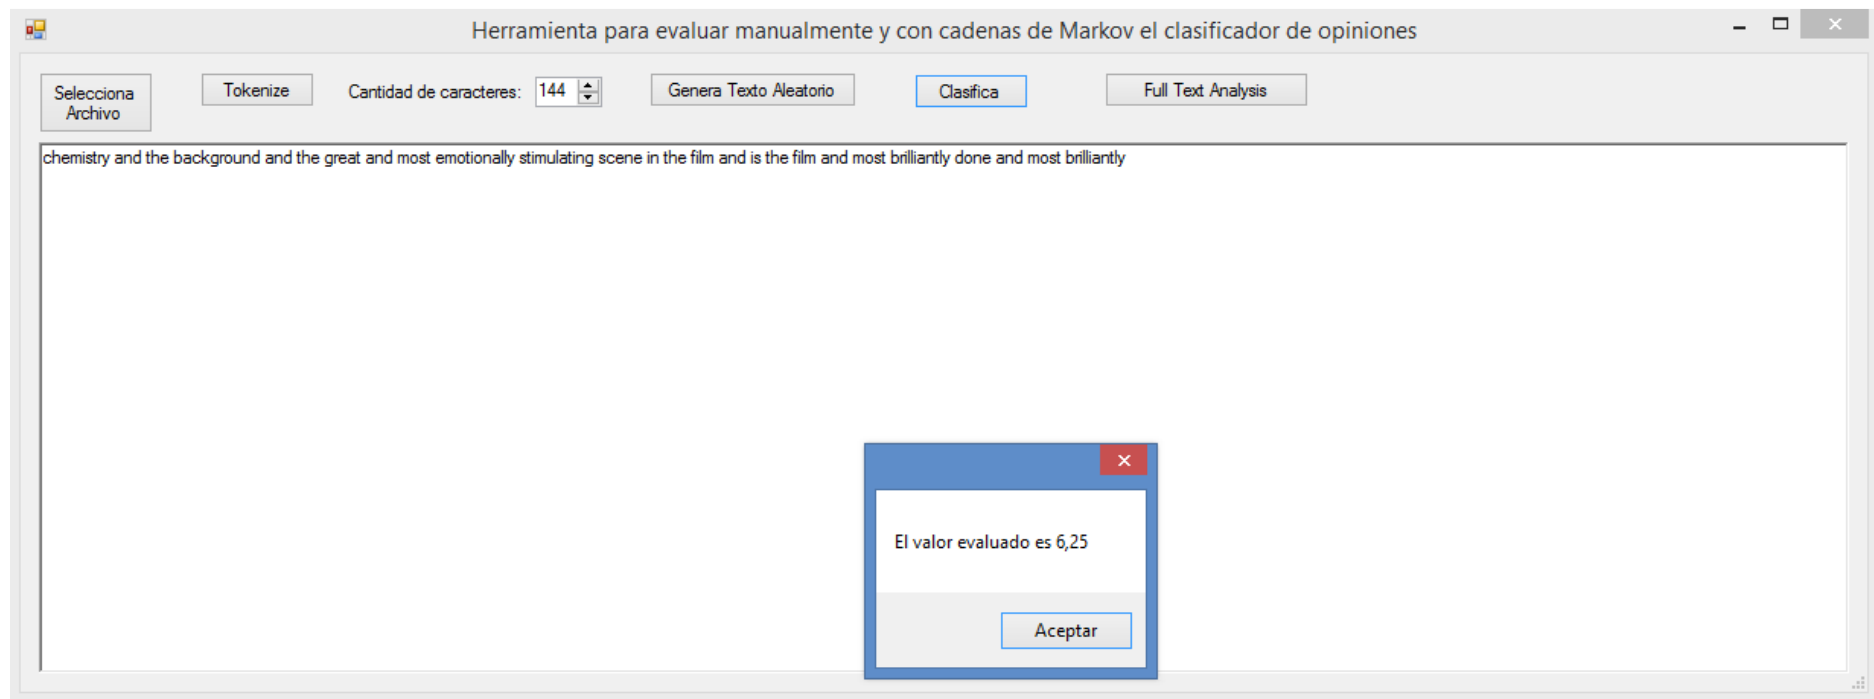 Herramienta para evaluar manualmente y con cadenas de Markov el clasificador de opiniones
Selecciona
Archivo
Tokenize
Cantidad de caracteres:
144
Genera Texto Aleatorio
Clasifica
Full Text Analysis
chemistry and the background and the great and most emotionally stimulating scene in the film and is the film and most brilliantly done and most brilliantly
El valor evaluado es 6,25
Aceptar